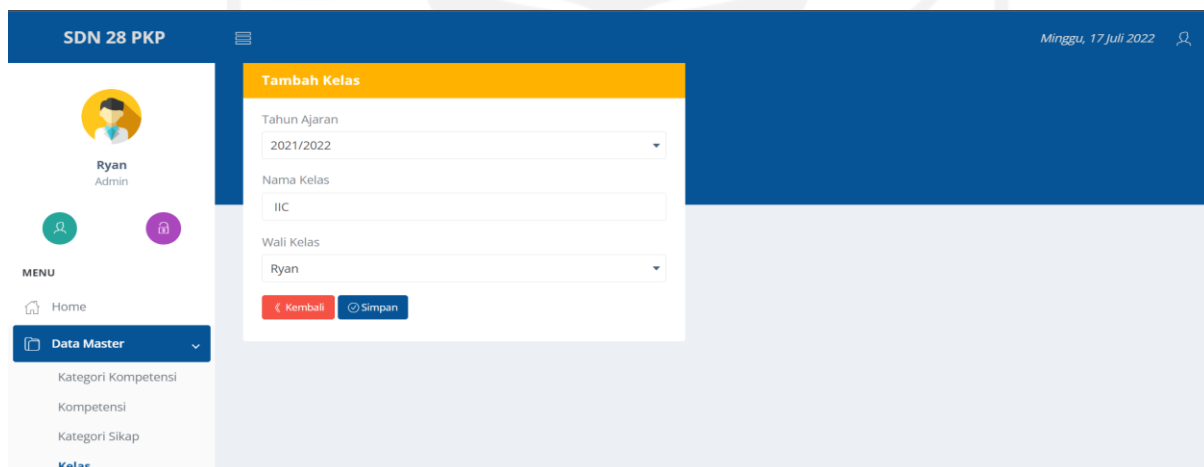 SDN 28 PKP
Minggu, 17 Juli 2022
Ryan
Admin
MENU
Home
Data Master
Kategori Kompetensi
Kompetensi
Kategori Sikap
Kelas
Tambah Kelas
Tahun Ajaran
2021/2022
Nama Kelas
IIC
Wali Kelas
Ryan
Kembali Simpan